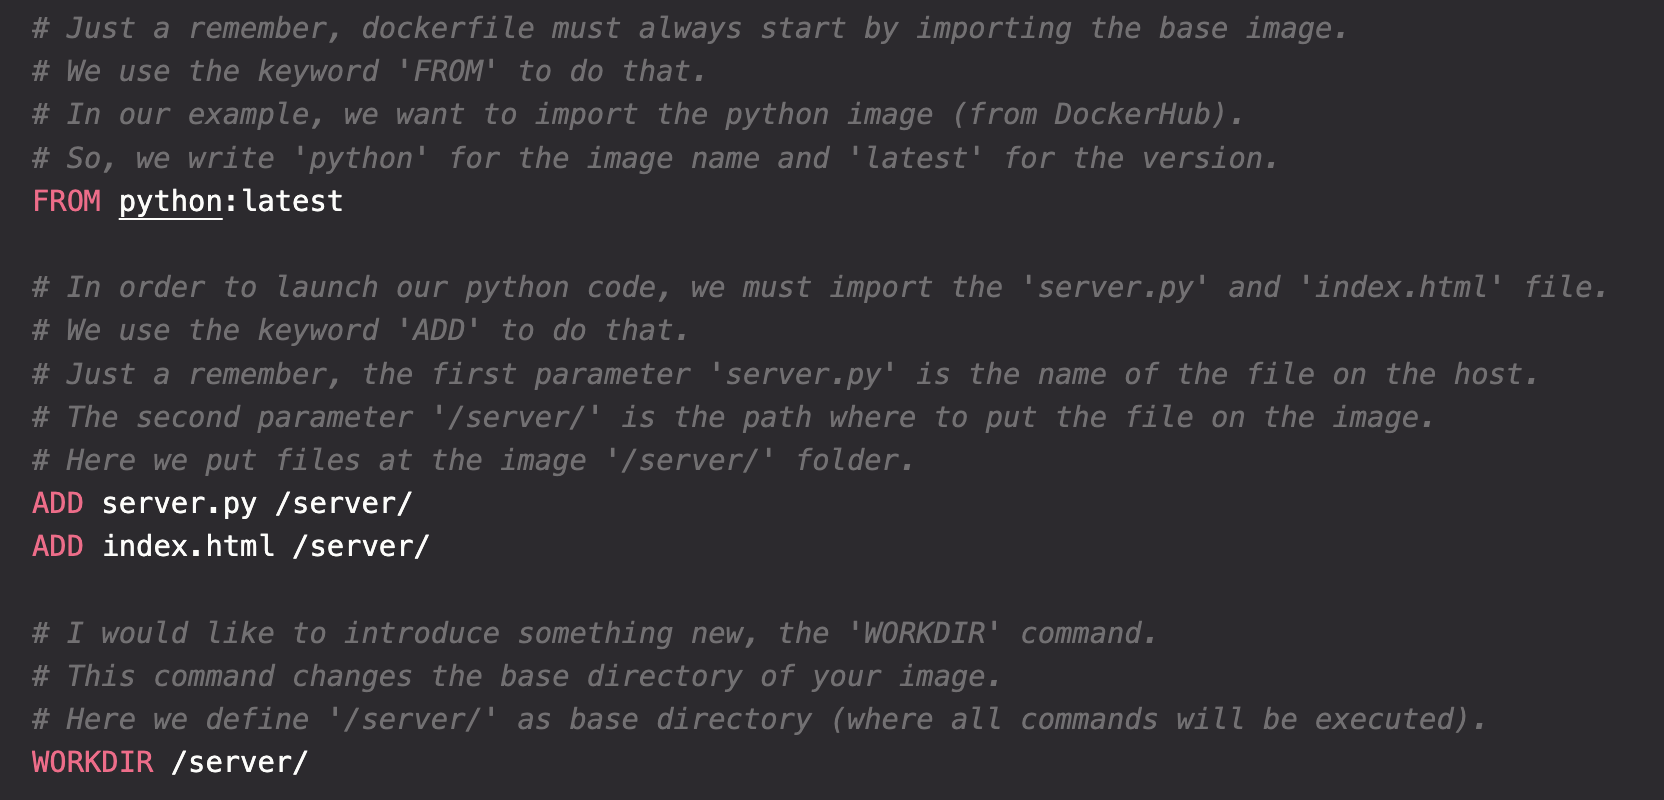 # Just a remember, dockerfile must always start by importing the base image.
# We use the keyword 'FROM' to do that.
# In our example, we want to import the python image (from DockerHub).
# So, we write 'python' for the image name and 'latest' for the version.
FROM python:latest
# In order to launch our python code, we must import the 'server.py' and 'index.html' file.
# We use the keyword 'ADD' to do that.
# Just a remember, the first parameter 'server.py' is the name of the file on the host.
# The second parameter '/server/' is the path where to put the file on the image.
# Here we put files at the image '/server/' folder.
ADD server.py /server/
ADD index.html /server/
# I would like to introduce something new, the 'WORKDIR' command.
# This command changes the base directory of your image.
# Here we define '/server/' as base directory (where all commands will be executed).
WORKDIR /server/